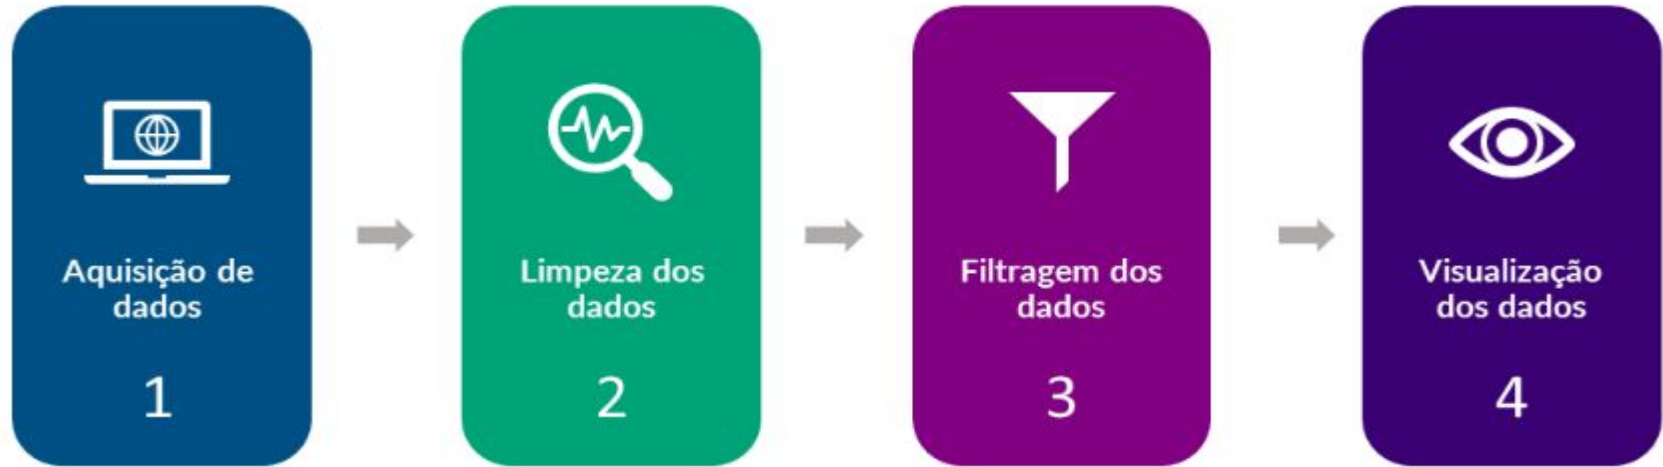 Aquisição de
dados
1
Limpeza dos
dados
2
Filtragem dos
dados
3
Visualização
dos dados
4